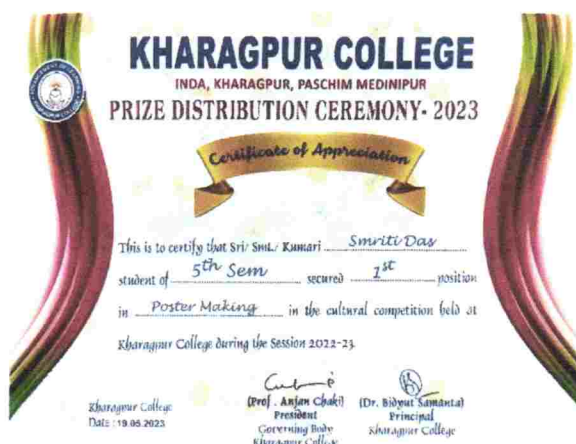 KHARAGPUR COLLEGE
INDA, KHARAGPUR, PASCHIM MEDINIPUR
PRIZE DISTRIBUTION CEREMONY- 2023
Certificate of Appreciation
This is to certify that Sri/ Smt./ Kumari Smriti Das
student of 5th Sem secured 1st position
in Poster Making in the cultural competition held at
Kharagpur College during the Session 2022-23
Kharagpur College
Date : 19.05.2023
(Prof . Anjan Chaki)
President
Governing Body
Kharagpur College
(Dr. Bidyut Samanta)
Principal
Kharagpur College